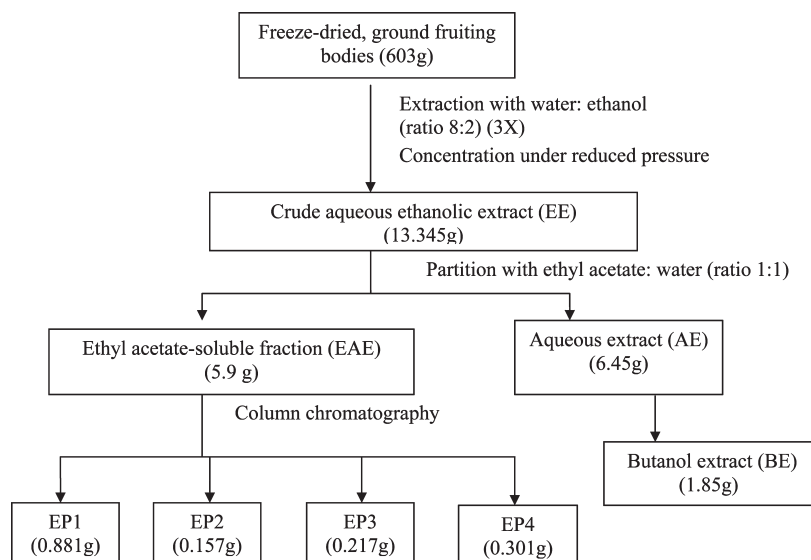 Freeze-dried, ground fruiting
bodies (603g)
Extraction with water: ethanol
(ratio 8:2) (3X)
Concentration under reduced pressure
Crude aqueous ethanolic extract (EE)
(13.345g)
Partition with ethyl acetate: water (ratio 1:1)
Ethyl acetate-soluble fraction (EAE)
(5.9 g)
Aqueous extract (AE)
(6.45g)
Column chromatography
Butanol extract (BE)
(1.85g)
EP1
(0.881g)
EP2
(0.157g)
EP3
(0.217g)
EP4
(0.301g)